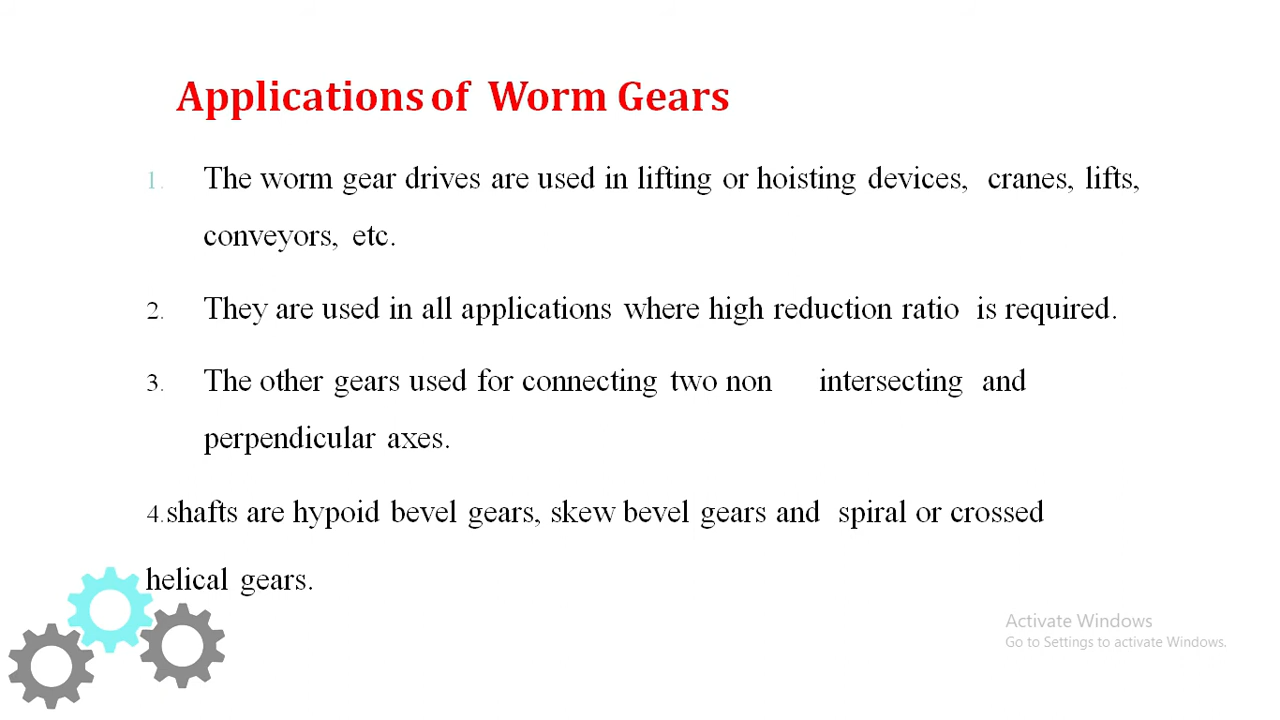 Applications of Worm Gears
1. The worm gear drives are used in lifting or hoisting devices, cranes, lifts,
conveyors, etc.
2. They are used in all applications where high reduction ratio is required.
3. The other gears used for connecting two non intersecting and
perpendicular axes.
4.shafts are hypoid bevel gears, skew bevel gears and spiral or crossed
helical gears.
Activate Windows
Go to Settings to activate Windows.